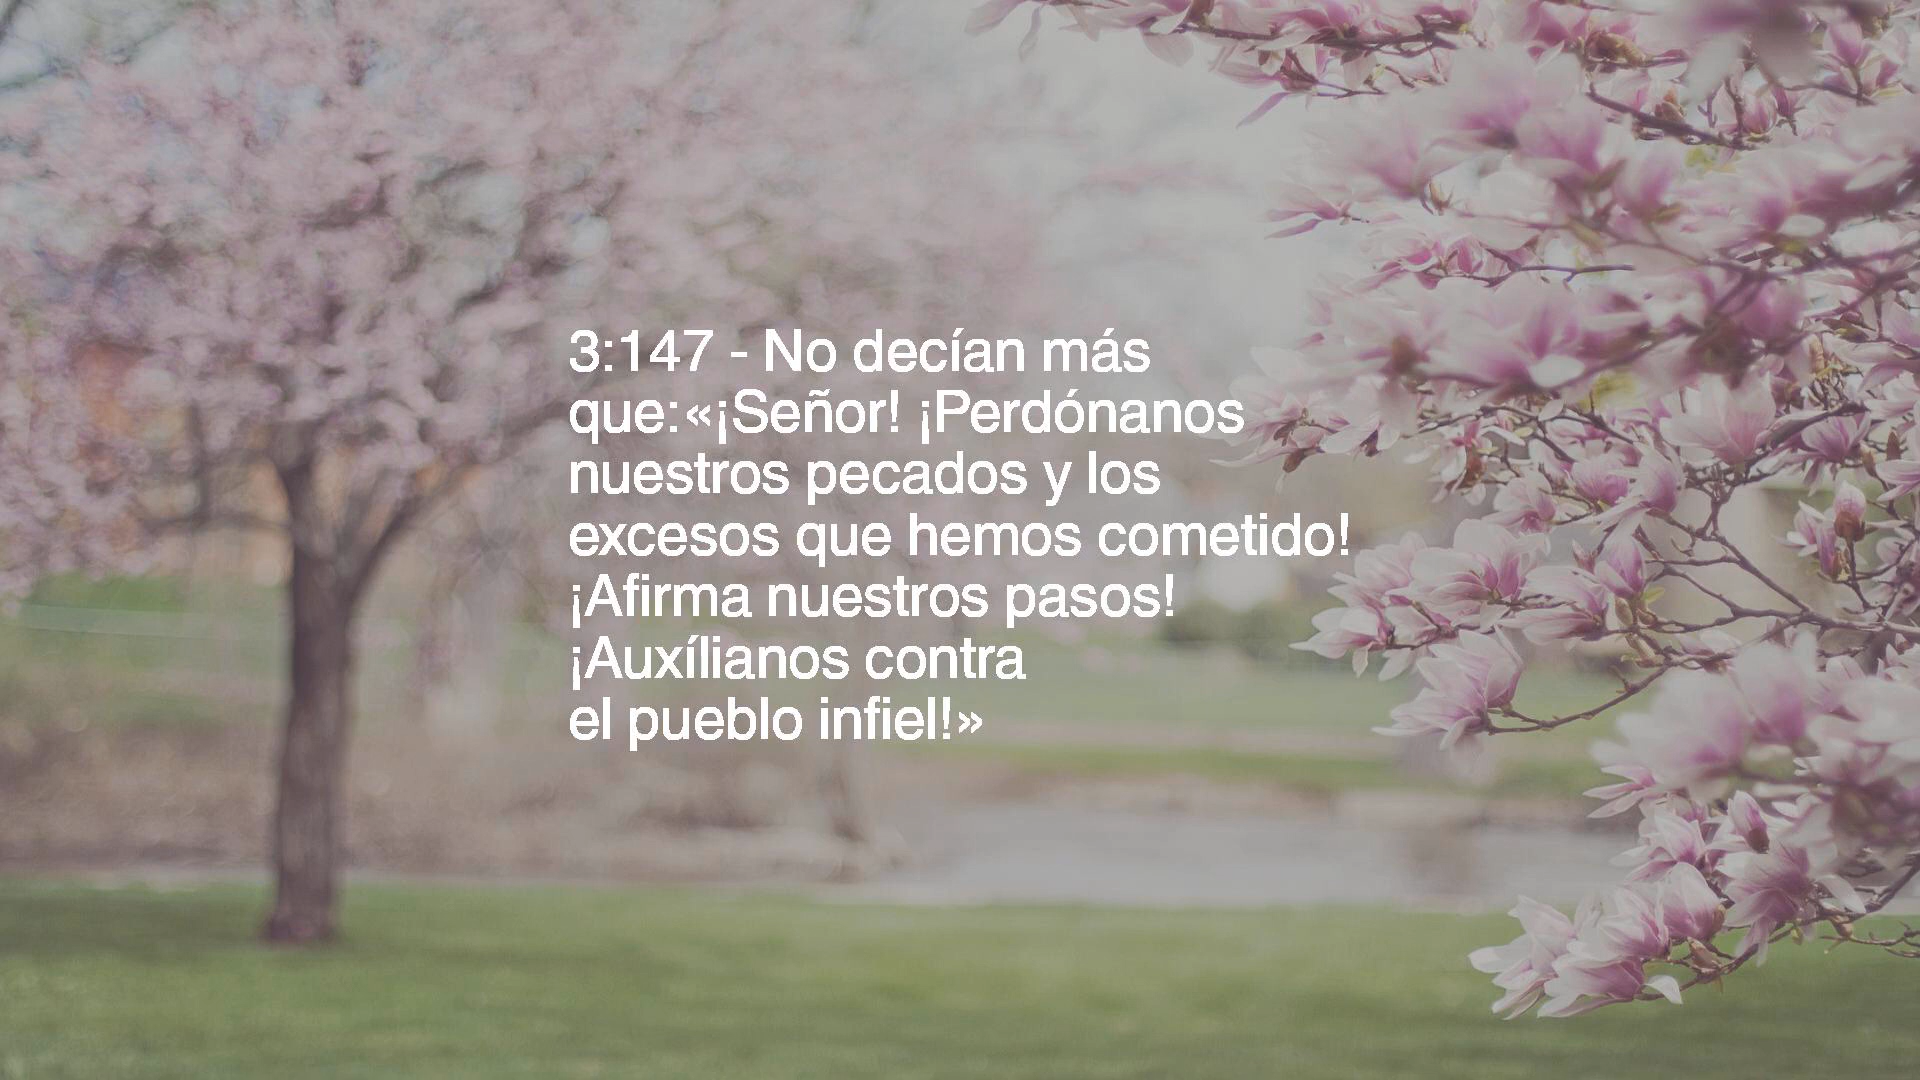 3:147 - No decían más
que:«¡Señor! ¡Perdónanos
nuestros pecados y los
excesos que hemos cometido!
¡Afirma nuestros pasos!
¡Auxílianos contra
el pueblo infiel!»